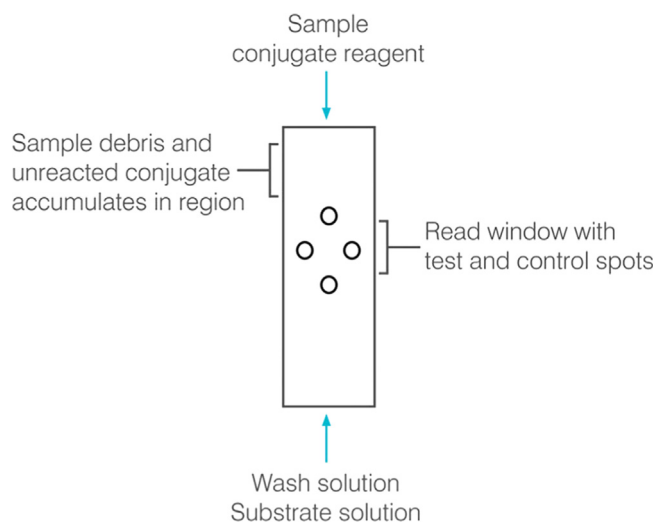 Sample
conjugate reagent
Sample debris and
unreacted conjugate
accumulates in region
Read window with
test and control spots
Wash solution
Substrate solution